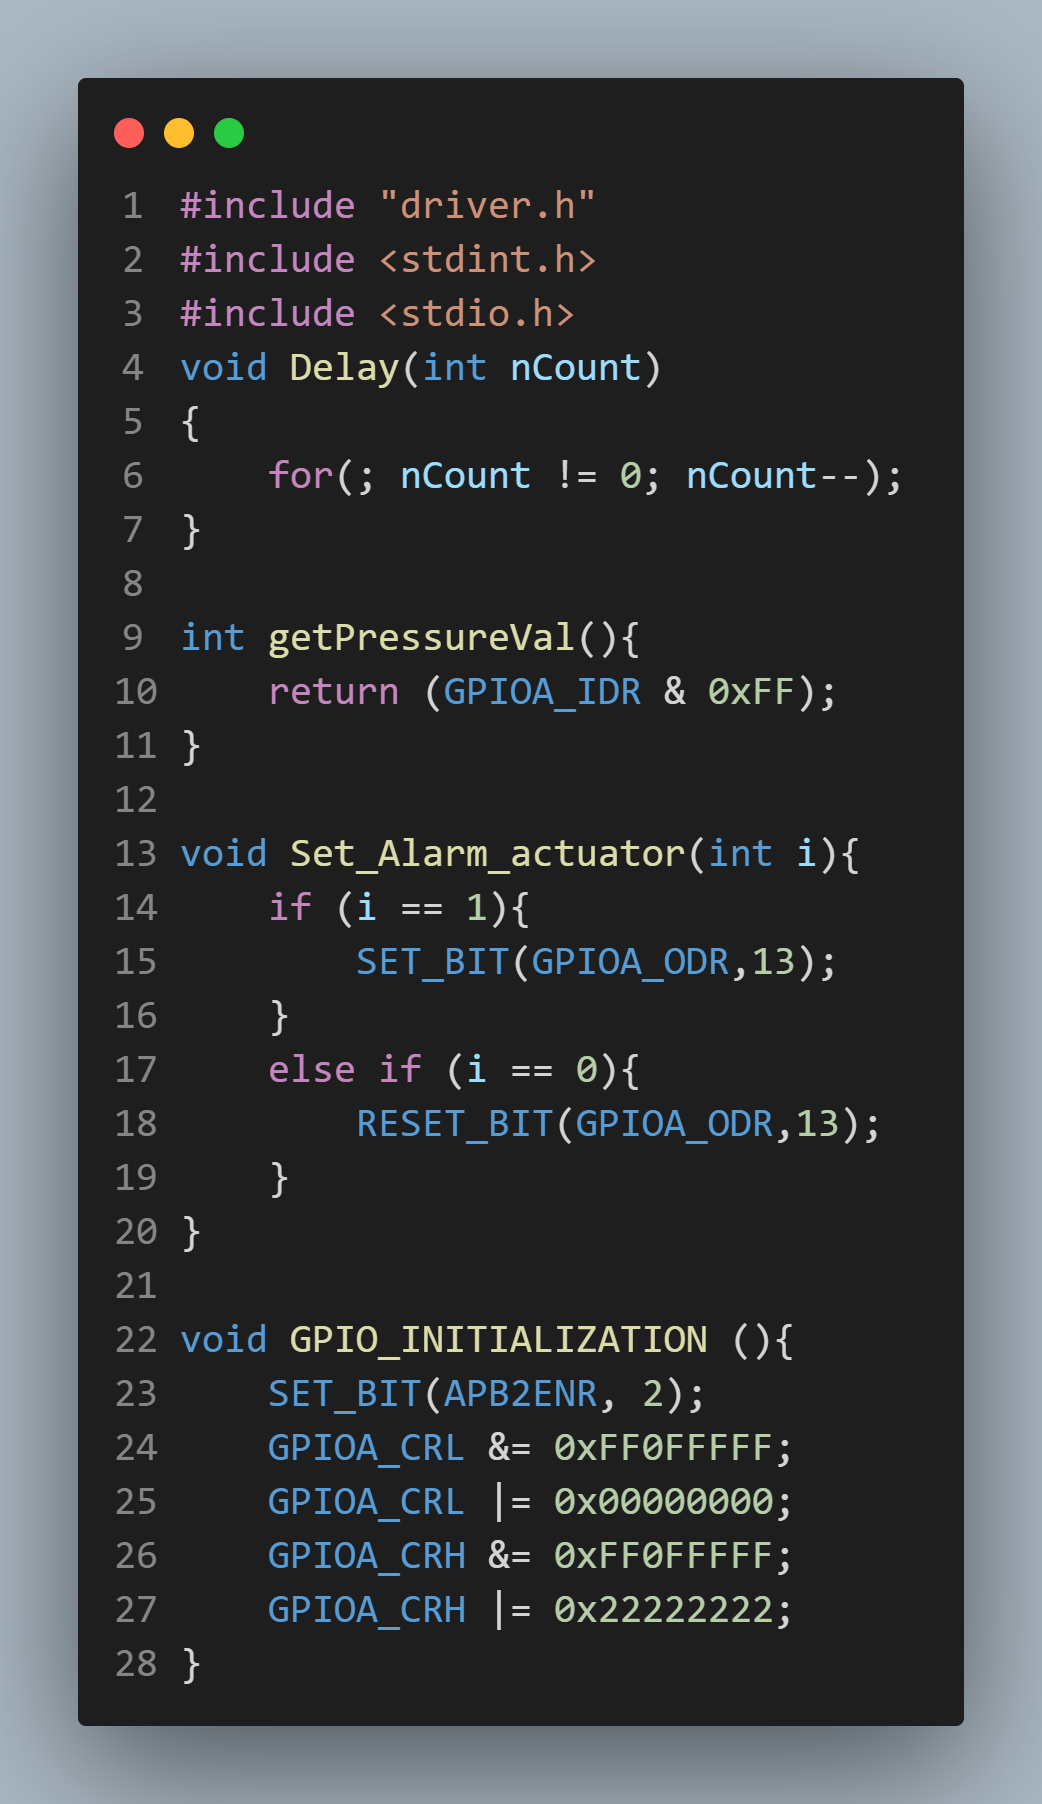 1 #include "driver.h"
2 #include <stdint.h>
3 #include <stdio.h>
4 void Delay(int nCount)
5 {
6     for(; nCount != 0; nCount--);
7 }
8
9 int getPressureVal(){
10     return (GPIOA_IDR & 0xFF);
11 }
12
13 void Set_Alarm_actuator(int i){
14     if (i == 1){
15         SET_BIT(GPIOA_ODR,13);
16     }
17     else if (i == 0){
18         RESET_BIT(GPIOA_ODR,13);
19     }
20 }
21
22 void GPIO_INITIALIZATION (){
23     SET_BIT(APB2ENR, 2);
24     GPIOA_CRL &= 0xFF0FFFFF;
25     GPIOA_CRL |= 0x00000000;
26     GPIOA_CRH &= 0xFF0FFFFF;
27     GPIOA_CRH |= 0x22222222;
28 }